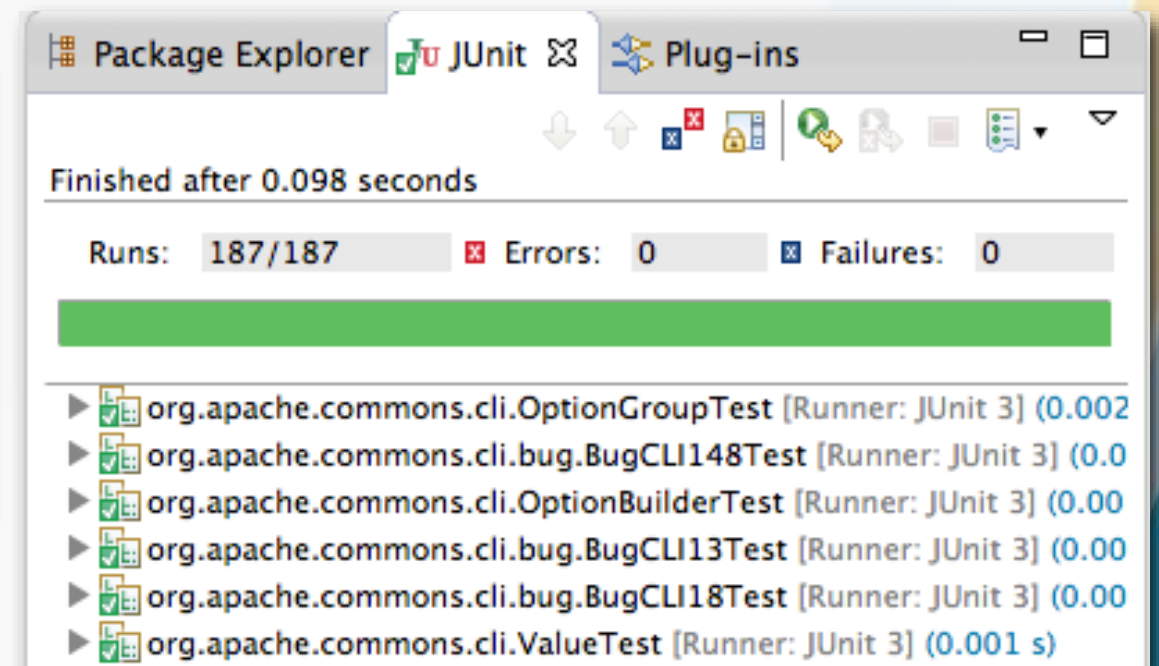 Package Explorer JUnit Plug-ins
Finished after 0.098 seconds
Runs: 187/187 Errors: 0 Failures: 0
org.apache.commons.cli.OptionGroupTest [Runner: JUnit 3] (0.002
org.apache.commons.cli.bug.BugCLI148Test [Runner: JUnit 3] (0.0
org.apache.commons.cli.OptionBuilderTest [Runner: JUnit 3] (0.00
org.apache.commons.cli.bug.BugCLI13Test [Runner: JUnit 3] (0.00
org.apache.commons.cli.bug.BugCLI18Test [Runner: JUnit 3] (0.00
org.apache.commons.cli.ValueTest [Runner: JUnit 3] (0.001 s)